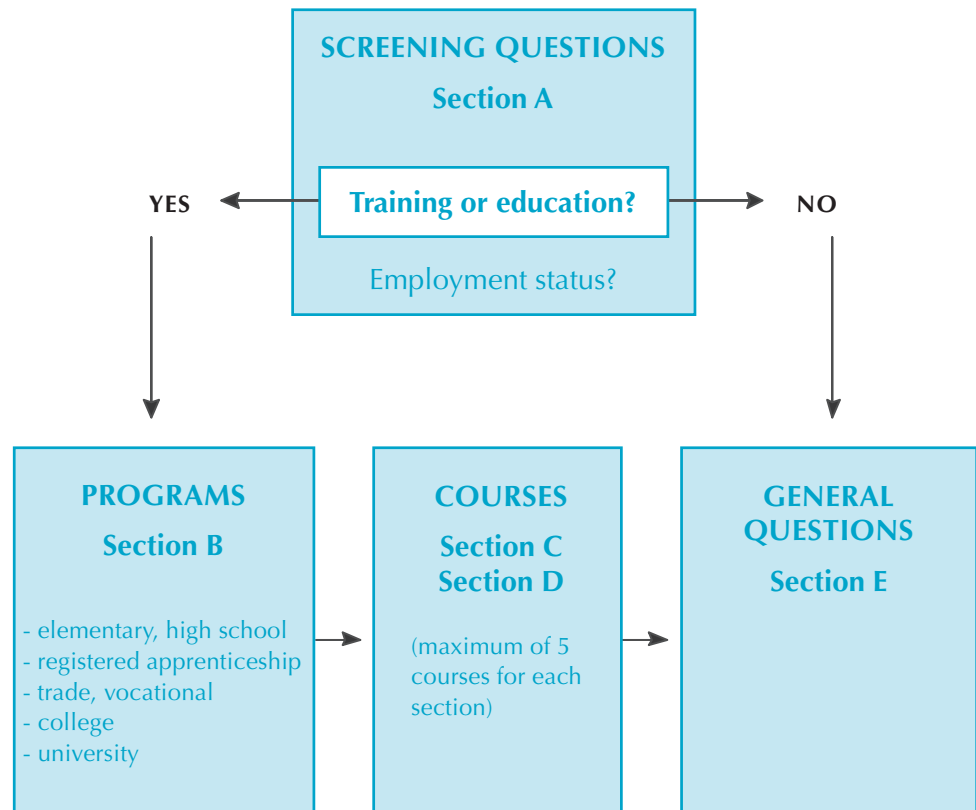 SCREENING QUESTIONS
Section A
YES
Training or education?
NO
Employment status?
PROGRAMS
Section B
- elementary, high school
- registered apprenticeship
- trade, vocational
- college
- university
COURSES
Section C
Section D
(maximum of 5
courses for each
section)
GENERAL
QUESTIONS
Section E